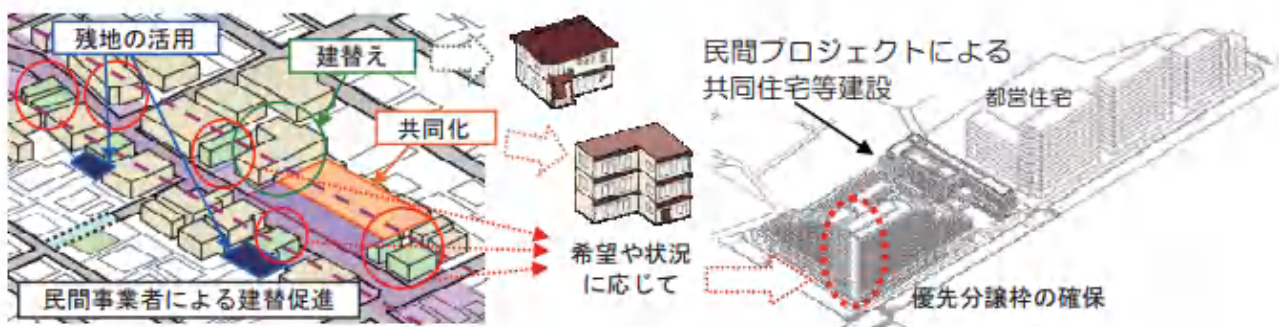 残地の活用
建替え
共同化
民間事業者による建替促進
希望や状況
に応じて
民間プロジェクトによる
共同住宅等建設
都営住宅
優先分譲枠の確保